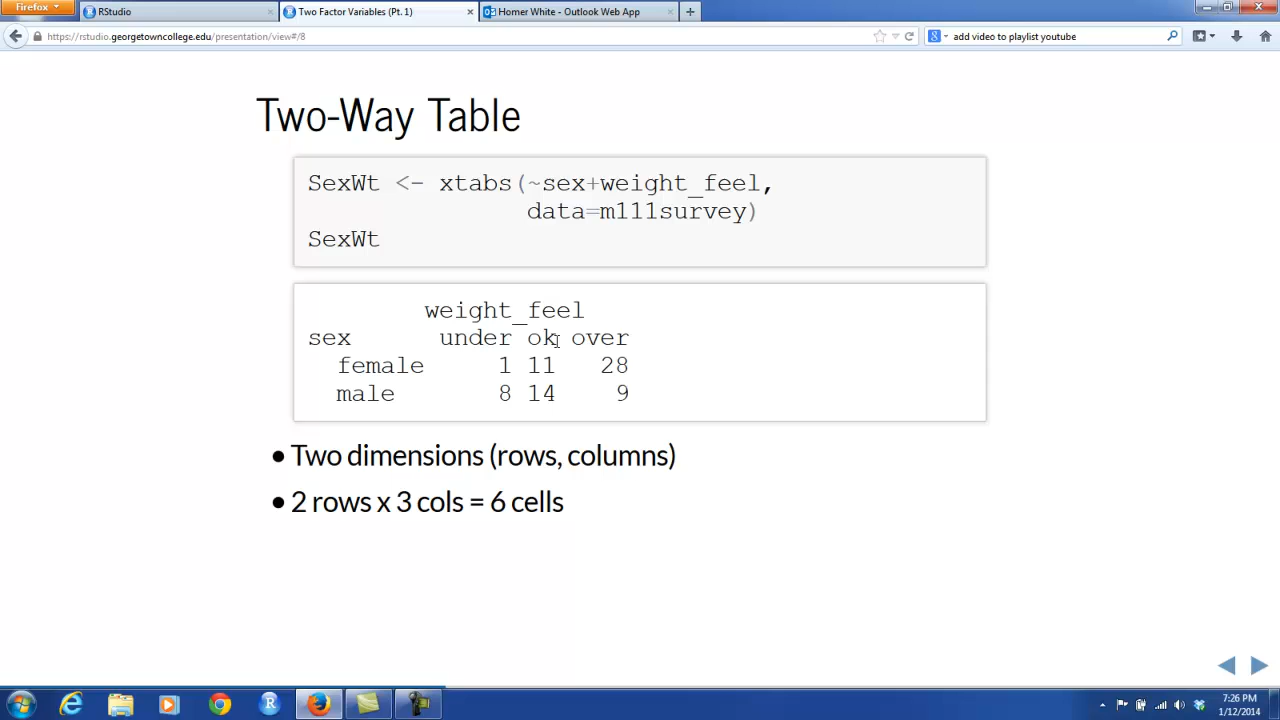 Firefox
RStudio
Two Factor Variables (Pt. 1)
Homer White - Outlook Web App
https://rstudio.georgetowncollege.edu/presentation/view#/8
add video to playlist youtube
Two-Way Table
SexWt <- xtabs(~sex+weight_feel,
data=m111survey)
SexWt
weight_feel
sex under ok over
female 1 11 28
male 8 14 9
• Two dimensions (rows, columns)
• 2 rows x 3 cols = 6 cells
7:26 PM
1/12/2014